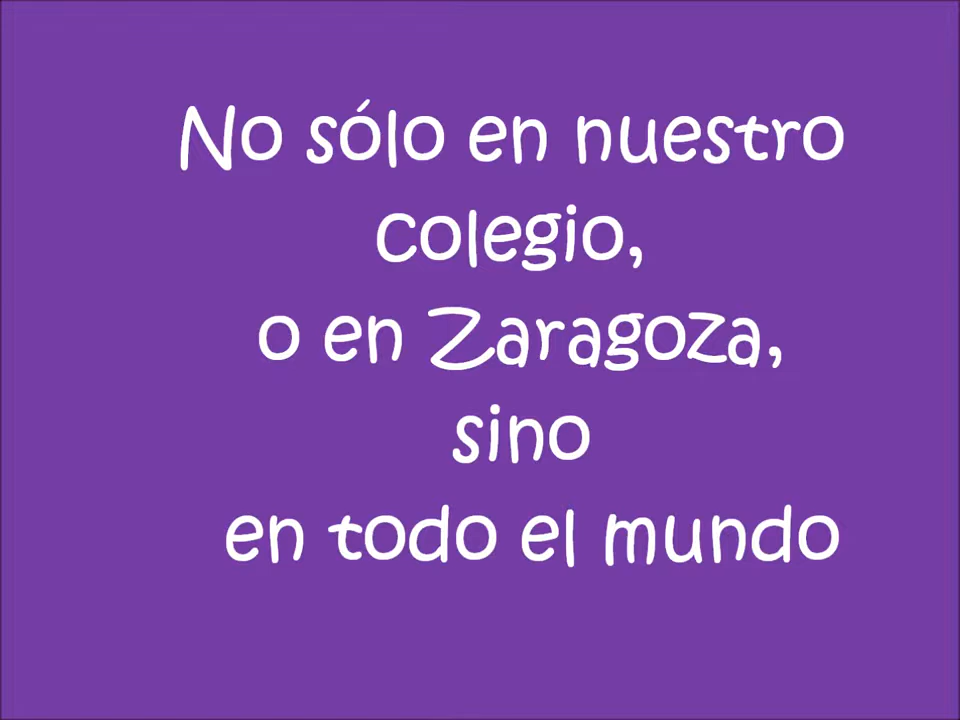 No sólo en nuestro
colegio,
o en Zaragoza,
sino
en todo el mundo